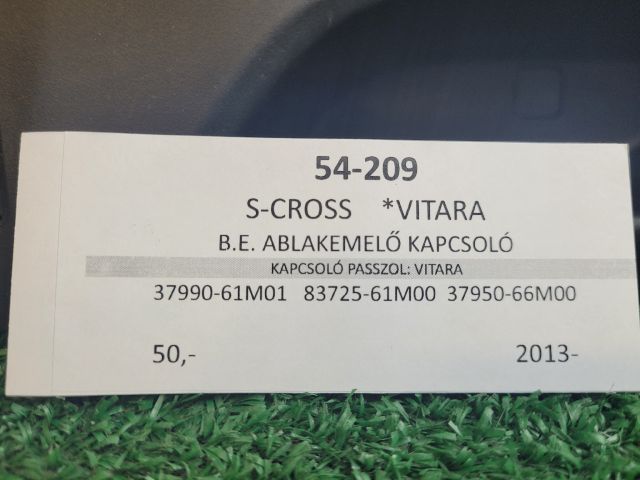 54-209
S-CROSS *VITARA
B.E. ABLAKEMELŐ KAPCSOLÓ
KAPCSOLÓ PASSZOL: VITARA
37990-61M01 83725-61M00 37950-66M00
50,- 2013-